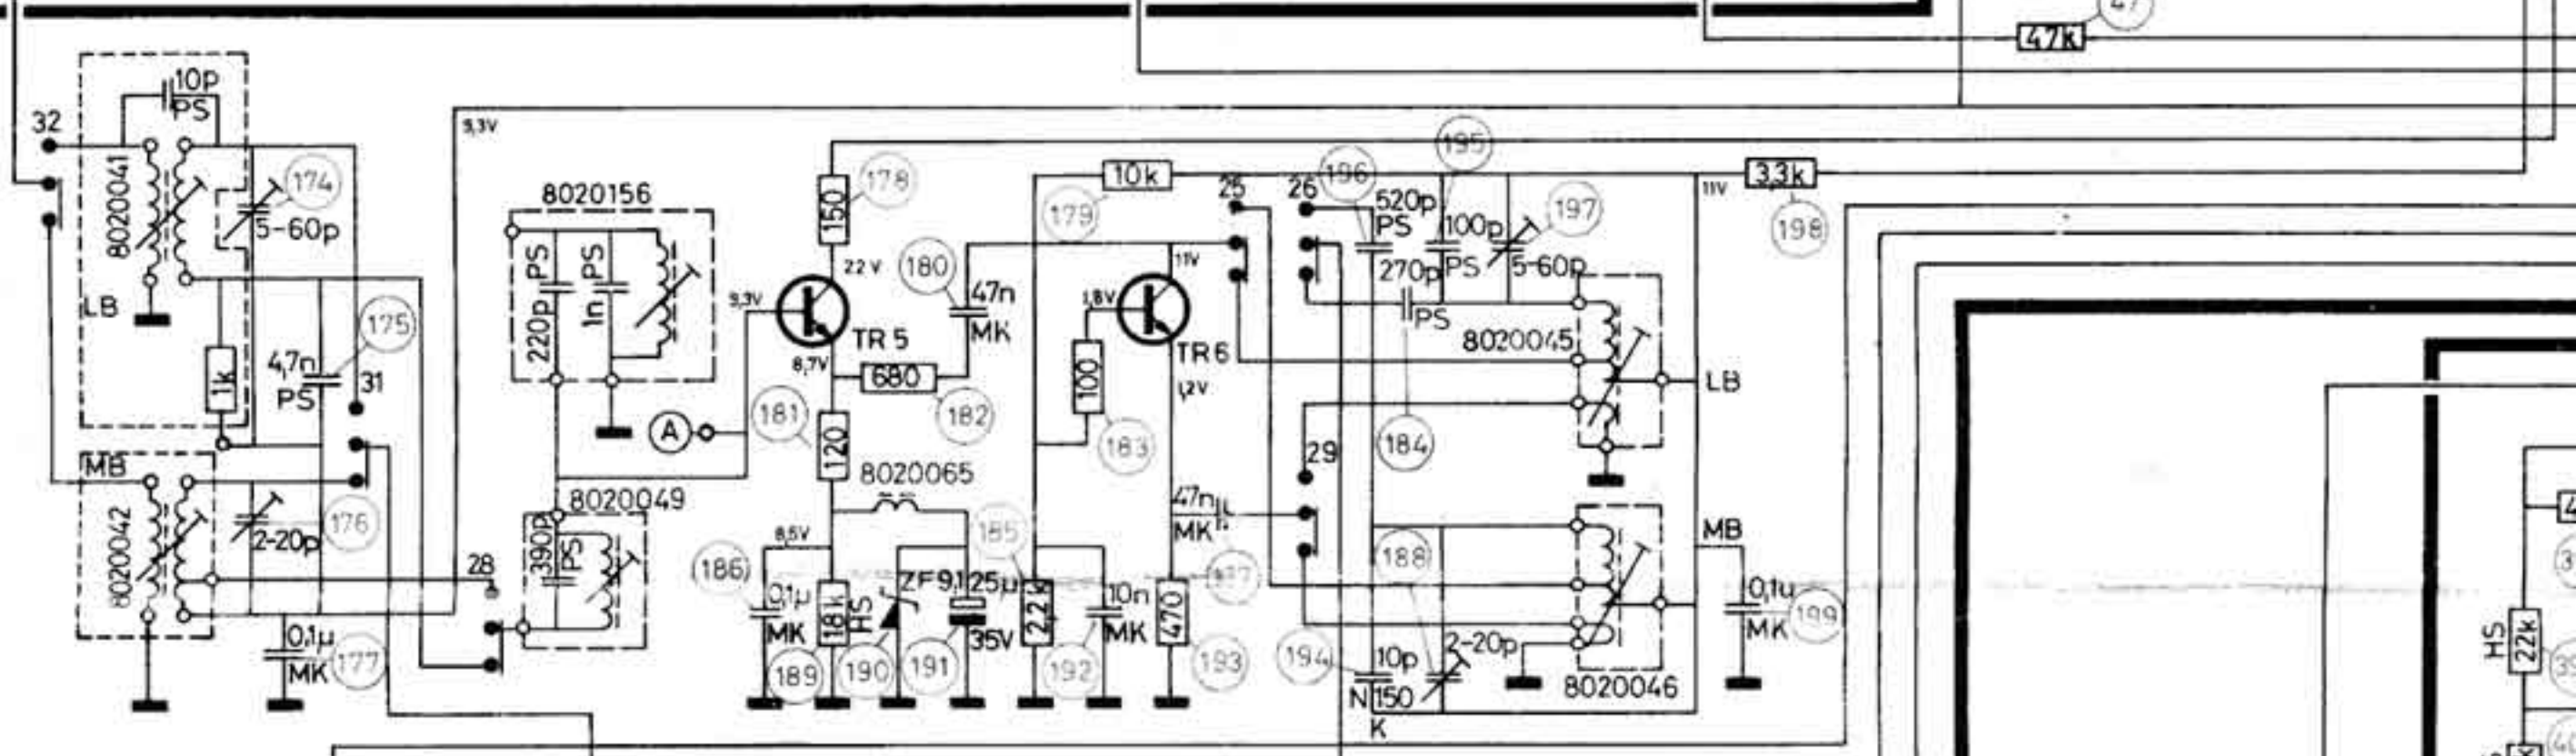 47
47k
10p
PS
32
9,3V
195
174
8020041
178
10k
25
26
196
3,3k
8020156
150
179
520p
PS
11V
197
198
5-60p
100p
22V
180
11V
270p
PS
5-60p
220p PS
1n PS
9,3V
47n
MK
1,8V
LB
175
PS
TR 5
TR6
8020045
4,7n
PS
8,7V
680
100
1,2V
LB
1k
31
181
182
183
184
A
120
29
MB
8020065
8020049
47n
MK
MB
8020042
176
2-20p
390p
PS
8,5V
185
188
28
186
ZF9,1
25µ
187
0,1µ
MK
18k
HS
2,2k
10n
MK
470
0,1u
MK
199
0,1µ
MK
177
35V
189
190
191
192
193
194
10p
N150
K
2-20p
8020046
HS
22k